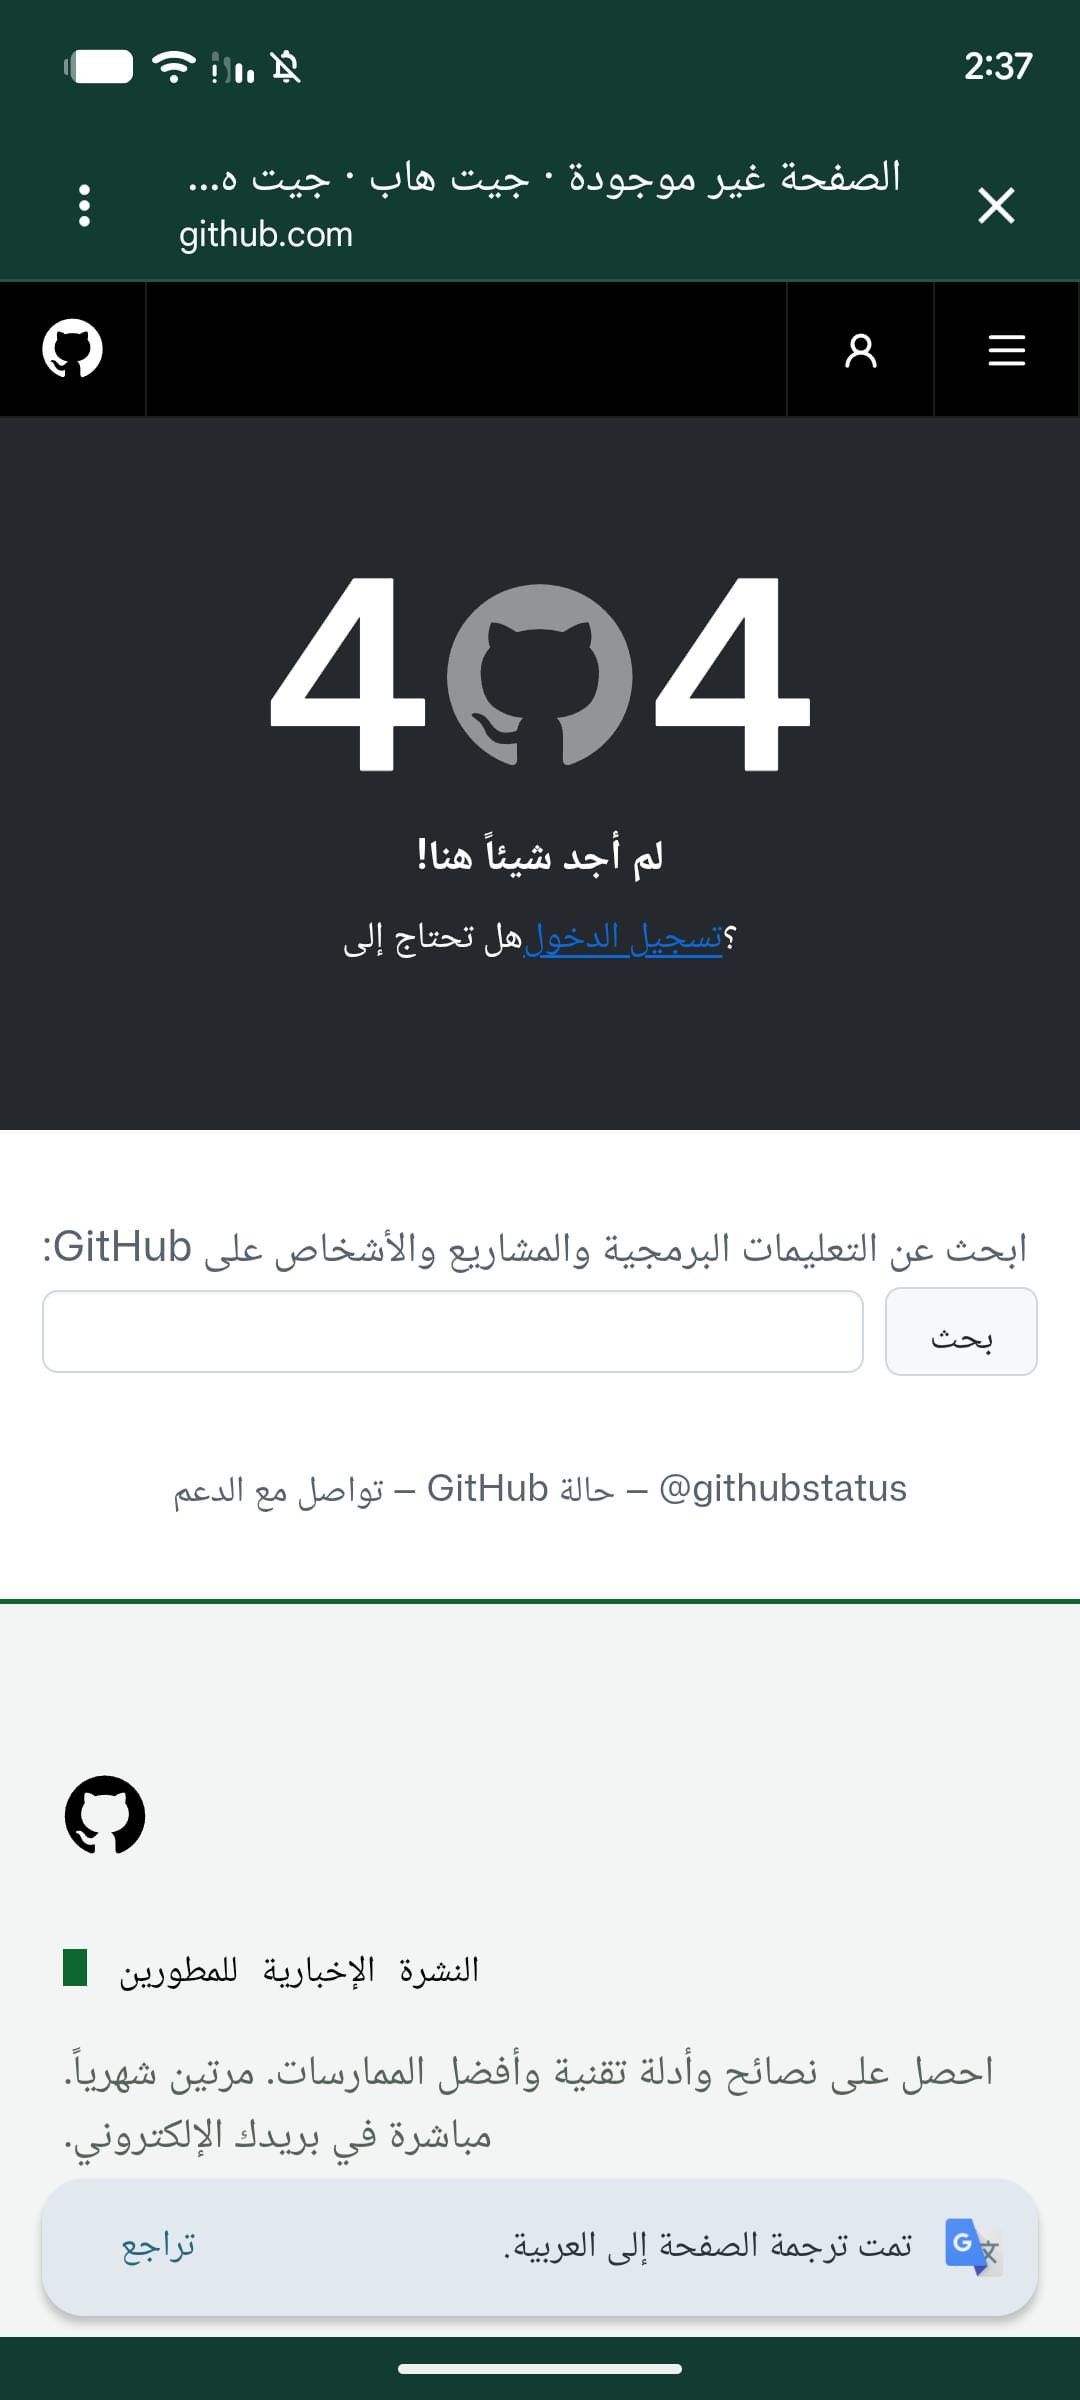 2:37
الصفحة غير موجودة · جيت هاب · جيت ه...
github.com
404
لم أجد شيئاً هنا!
هل تحتاج إلى تسجيل الدخول؟
ابحث عن التعليمات البرمجية والمشاريع والأشخاص على GitHub:
بحث
تواصل مع الدعم — حالة GitHub — @githubstatus
النشرة الإخبارية للمطورين
احصل على نصائح وأدلة تقنية وأفضل الممارسات. مرتين شهرياً.
مباشرة في بريدك الإلكتروني.
تمت ترجمة الصفحة إلى العربية.
تراجع